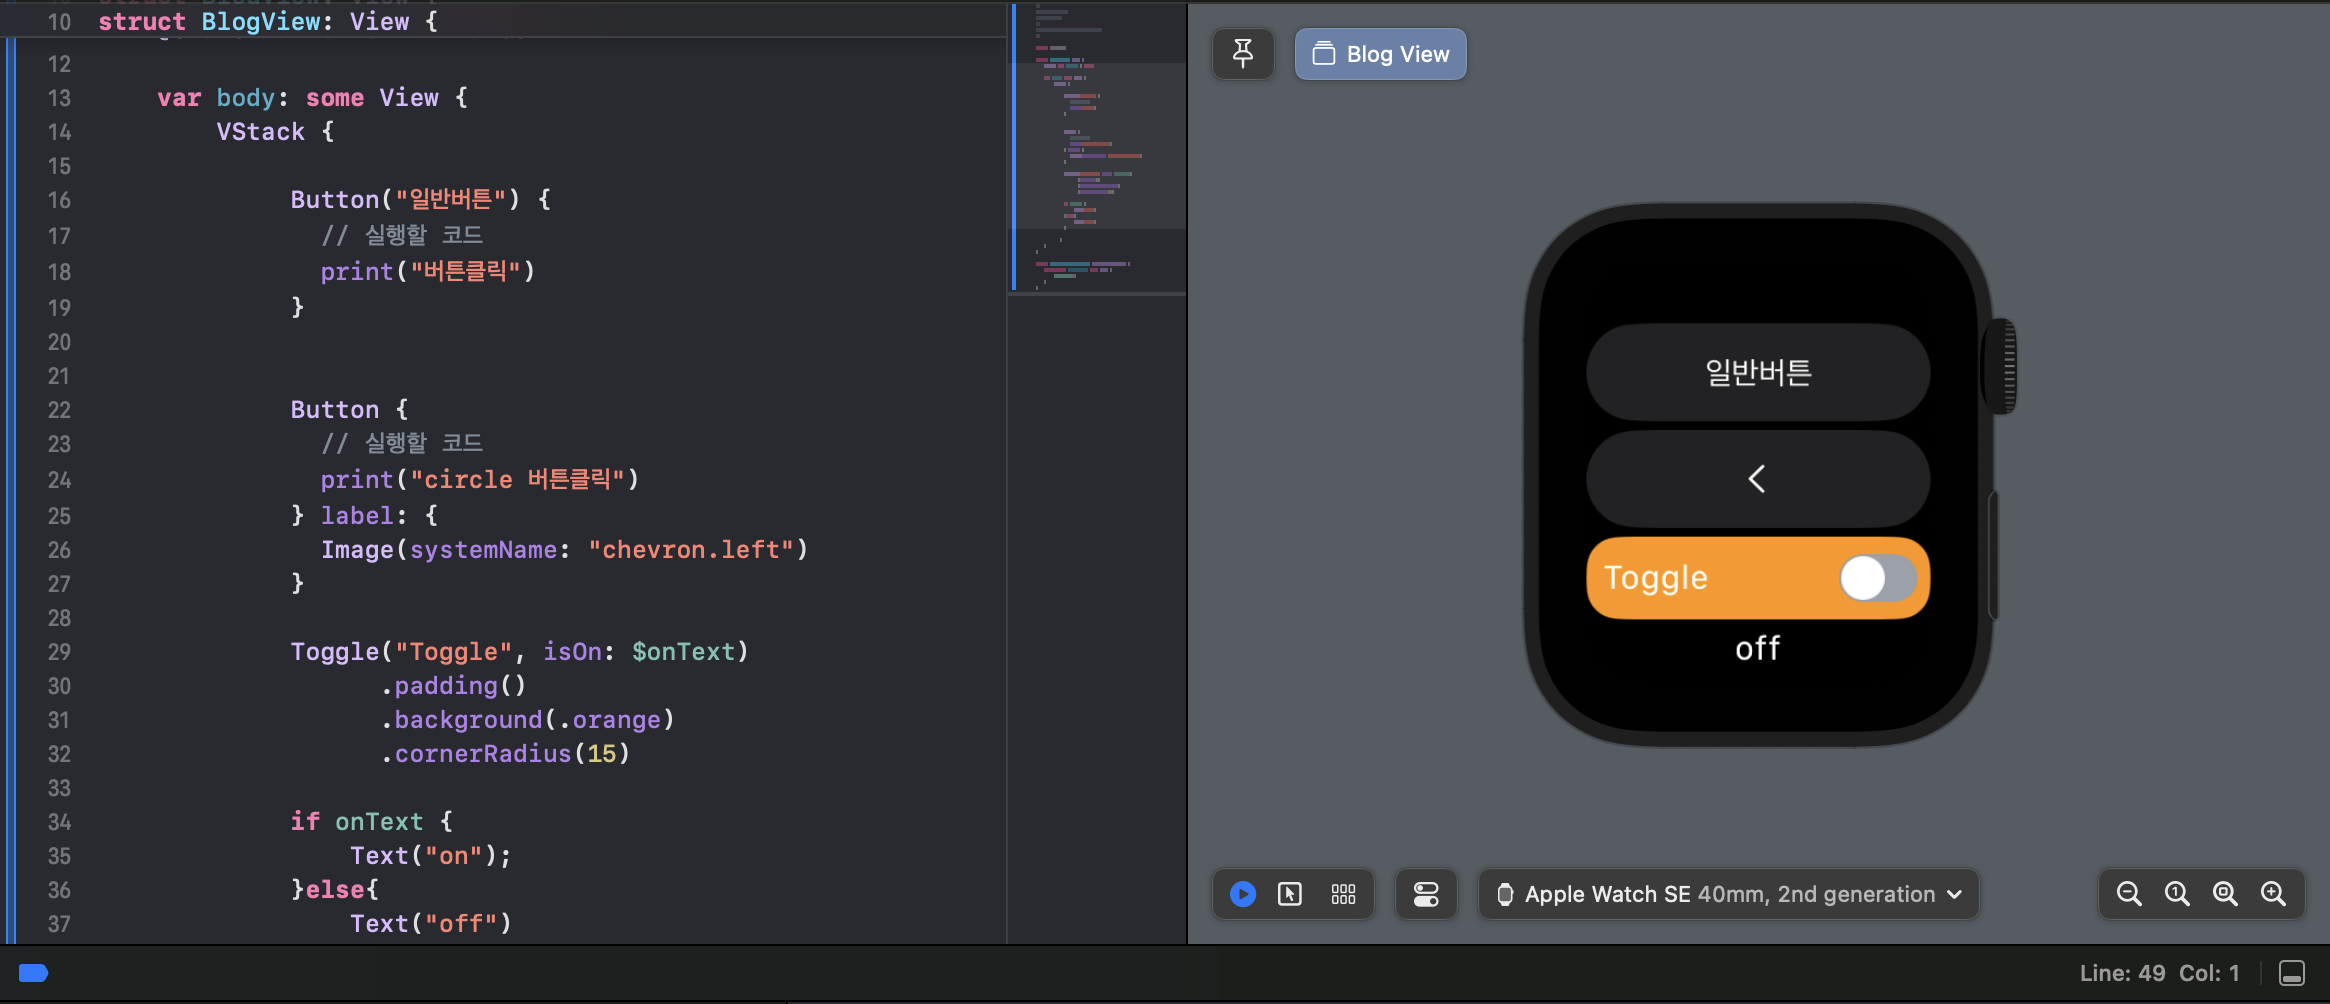 10 struct BlogView: View {
12
13 var body: some View {
14 VStack {
15
16 Button("일반버튼") {
17 // 실행할 코드
18 print("버튼클릭")
19 }
20
21
22 Button {
23 // 실행할 코드
24 print("circle 버튼클릭")
25 } label: {
26 Image(systemName: "chevron.left")
27 }
28
29 Toggle("Toggle", isOn: $onText)
30 .padding()
31 .background(.orange)
32 .cornerRadius(15)
33
34 if onText {
35 Text("on");
36 }else{
37 Text("off")
Blog View
일반버튼
Toggle
off
Apple Watch SE 40mm, 2nd generation
Line: 49 Col: 1